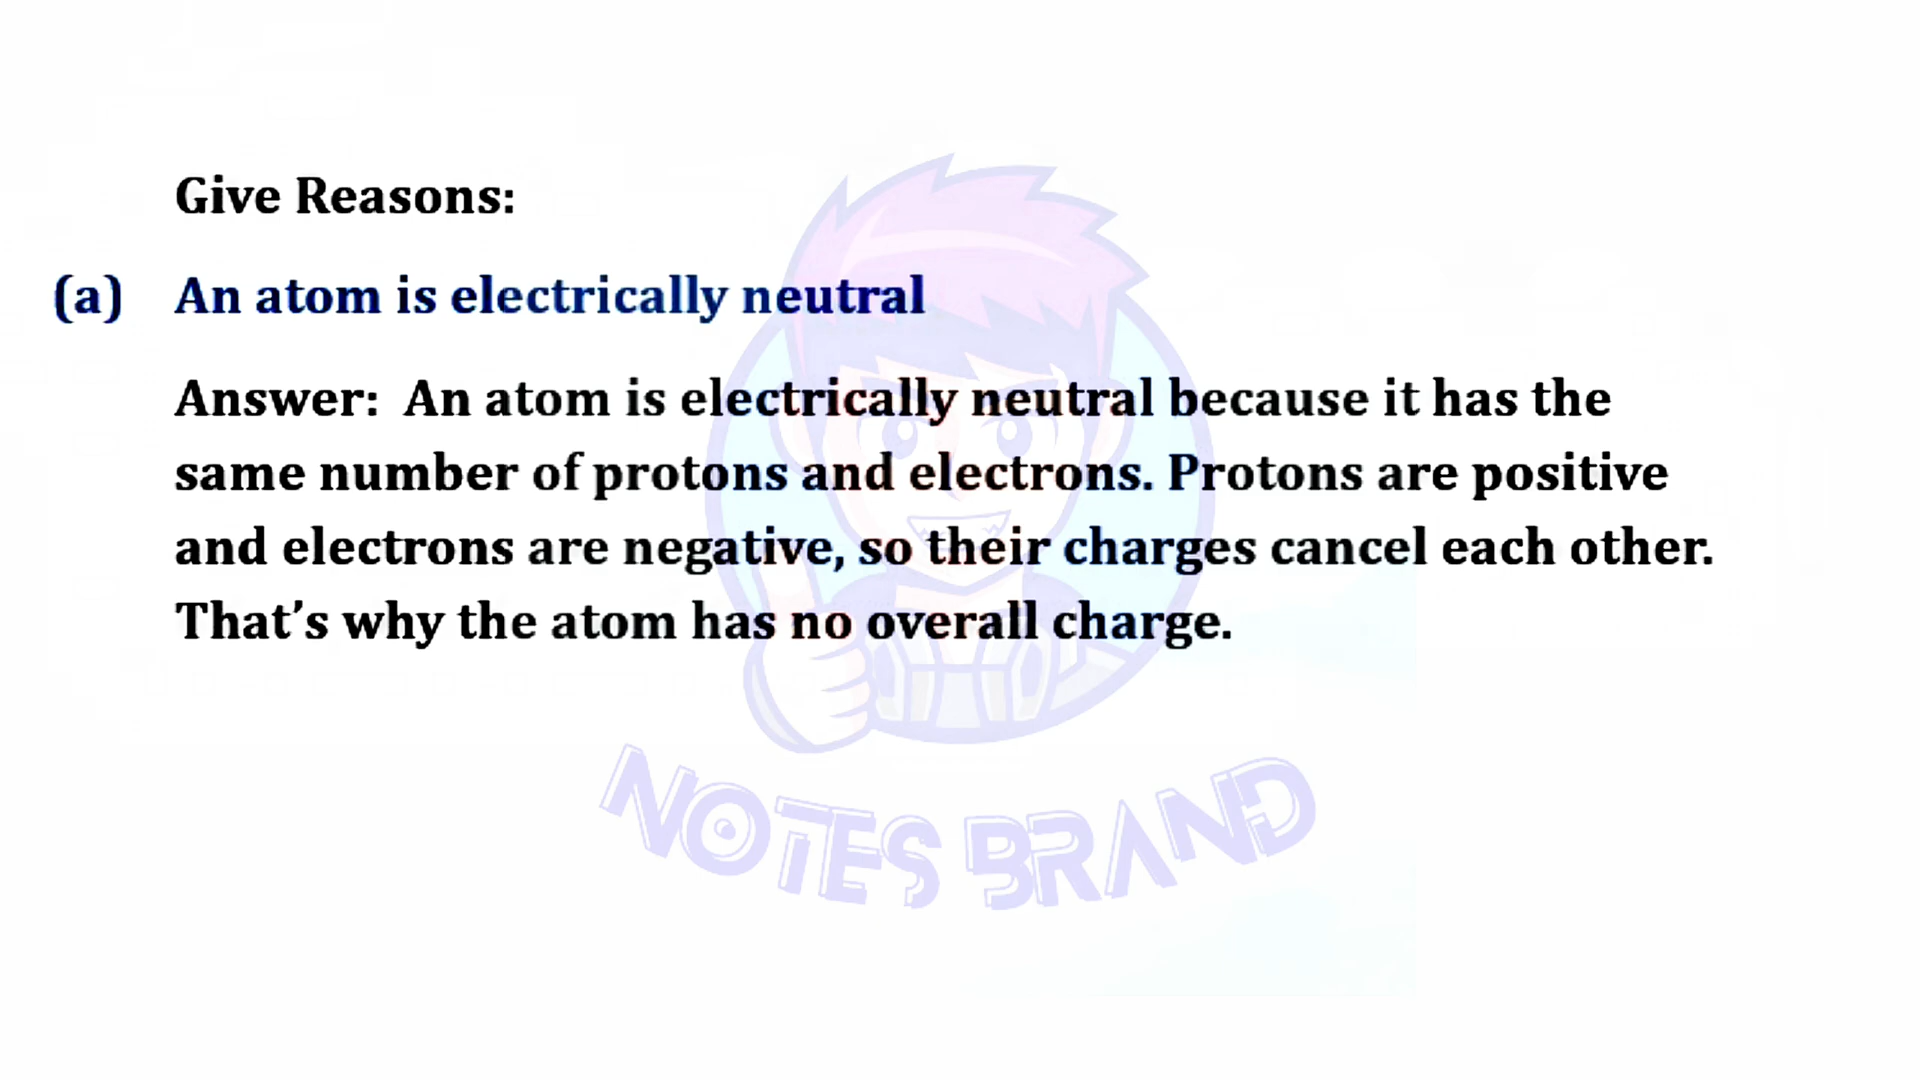 Give Reasons:
(a) An atom is electrically neutral
Answer: An atom is electrically neutral because it has the
same number of protons and electrons. Protons are positive
and electrons are negative, so their charges cancel each other.
That’s why the atom has no overall charge.
NOTES BRAND